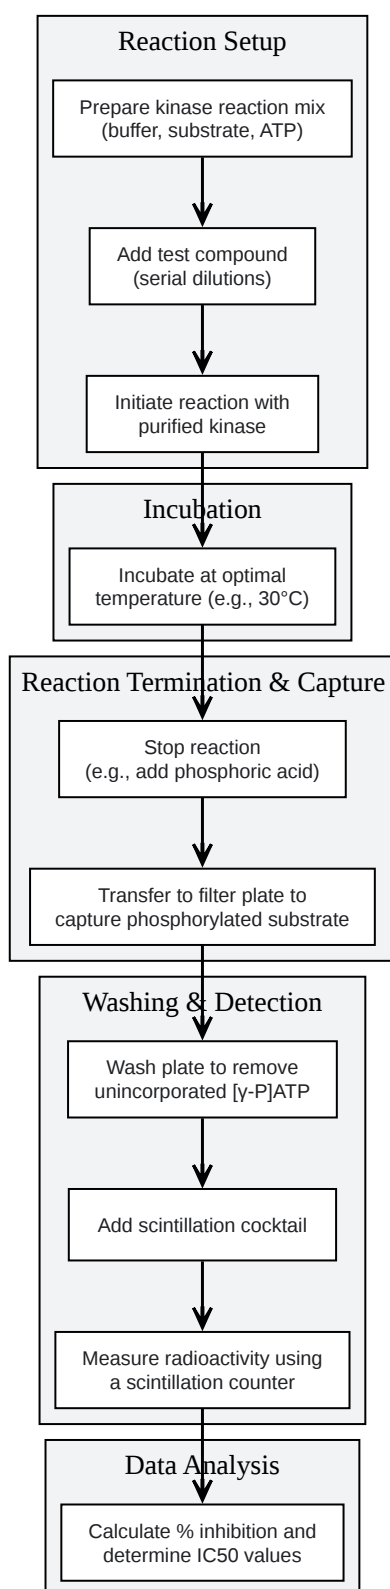 Reaction Setup
Prepare kinase reaction mix
(buffer, substrate, ATP)
Add test compound
(serial dilutions)
Initiate reaction with
purified kinase
Incubation
Incubate at optimal
temperature (e.g., 30°C)
Reaction Termination & Capture
Stop reaction
(e.g., add phosphoric acid)
Transfer to filter plate to
capture phosphorylated substrate
Washing & Detection
Wash plate to remove
unincorporated [γ-P]ATP
Add scintillation cocktail
Measure radioactivity using
a scintillation counter
Data Analysis
Calculate % inhibition and
determine IC50 values